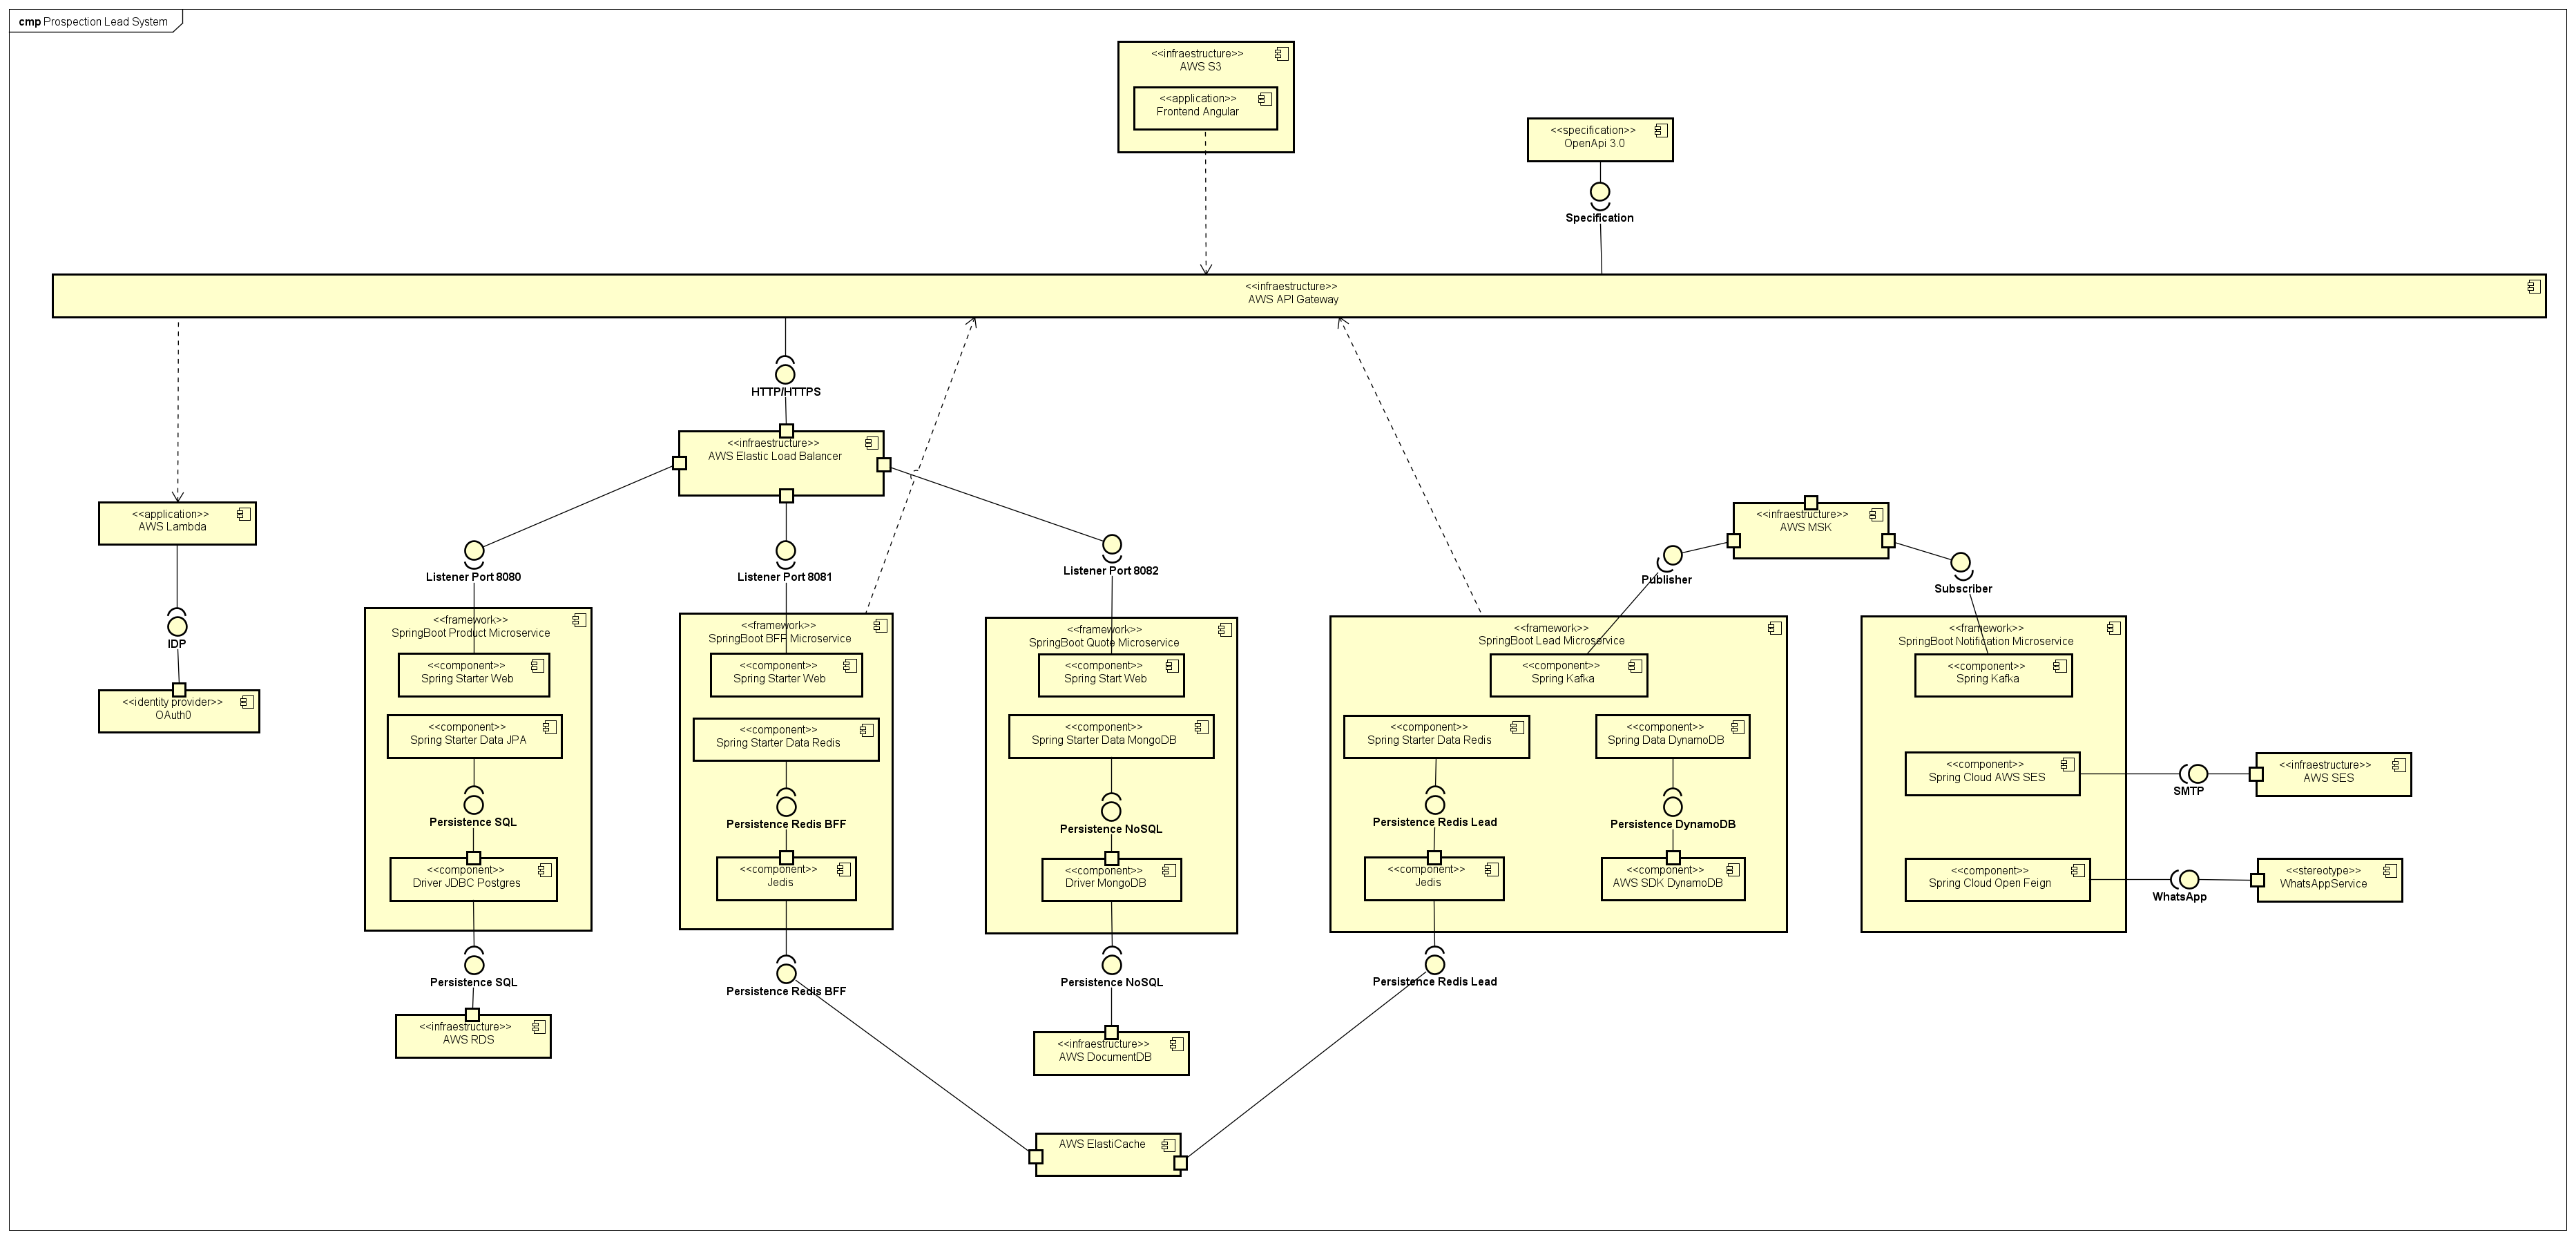 cmp Prospection Lead System
<<infraestructure>>
AWS S3
<<application>>
Frontend Angular
<<specification>>
OpenApi 3.0
Specification
<<infraestructure>>
AWS API Gateway
HTTP/HTTPS
<<infraestructure>>
AWS Elastic Load Balancer
<<application>>
AWS Lambda
IDP
<<identity provider>>
OAuth0
<<infraestructure>>
AWS MSK
Publisher
Subscriber
Listener Port 8080
Listener Port 8081
Listener Port 8082
<<framework>>
SpringBoot Product Microservice
<<component>>
Spring Starter Web
<<component>>
Spring Starter Data JPA
Persistence SQL
<<component>>
Driver JDBC Postgres
Persistence SQL
<<infraestructure>>
AWS RDS
<<framework>>
SpringBoot BFF Microservice
<<component>>
Spring Starter Web
<<component>>
Spring Starter Data Redis
Persistence Redis BFF
<<component>>
Jedis
Persistence Redis BFF
<<framework>>
SpringBoot Quote Microservice
<<component>>
Spring Start Web
<<component>>
Spring Starter Data MongoDB
Persistence NoSQL
<<component>>
Driver MongoDB
Persistence NoSQL
<<infraestructure>>
AWS DocumentDB
<<framework>>
SpringBoot Lead Microservice
<<component>>
Spring Kafka
<<component>>
Spring Starter Data Redis
Persistence Redis Lead
<<component>>
Jedis
Persistence Redis Lead
<<component>>
Spring Data DynamoDB
Persistence DynamoDB
<<component>>
AWS SDK DynamoDB
<<framework>>
SpringBoot Notification Microservice
<<component>>
Spring Kafka
<<component>>
Spring Cloud AWS SES
SMTP
<<infraestructure>>
AWS SES
<<component>>
Spring Cloud Open Feign
WhatsApp
<<stereotype>>
WhatsAppService
AWS ElastiCache